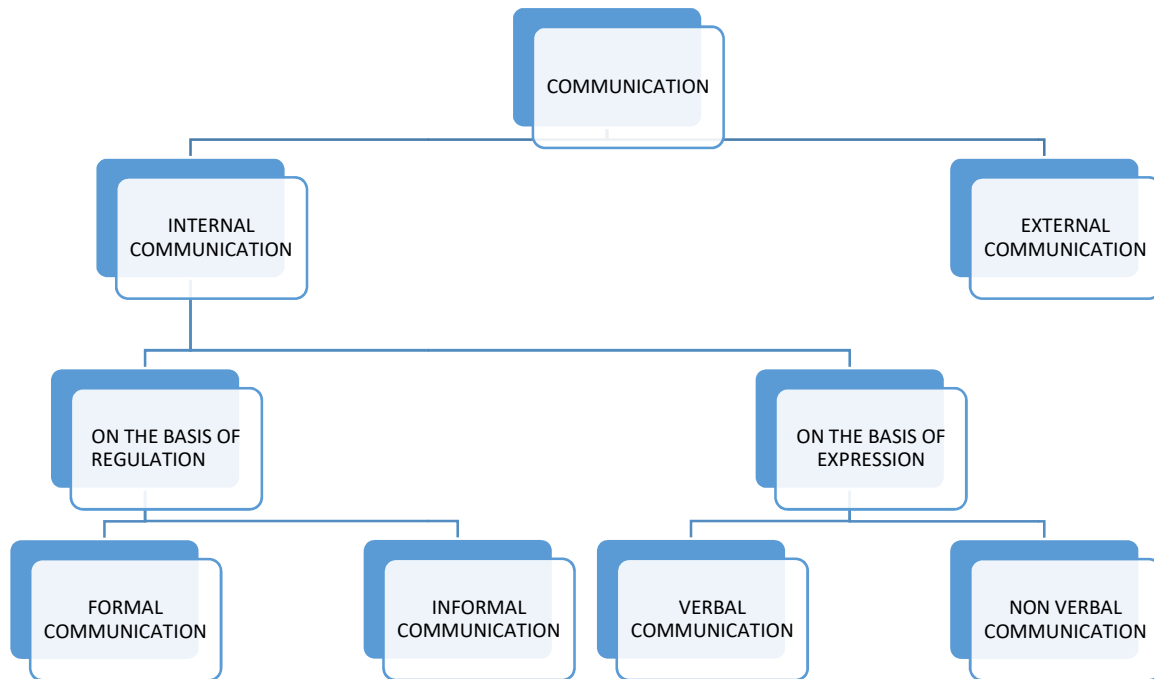 COMMUNICATION
INTERNAL
COMMUNICATION
EXTERNAL
COMMUNICATION
ON THE BASIS OF
REGULATION
ON THE BASIS OF
EXPRESSION
FORMAL
COMMUNICATION
INFORMAL
COMMUNICATION
VERBAL
COMMUNICATION
NON VERBAL
COMMUNICATION